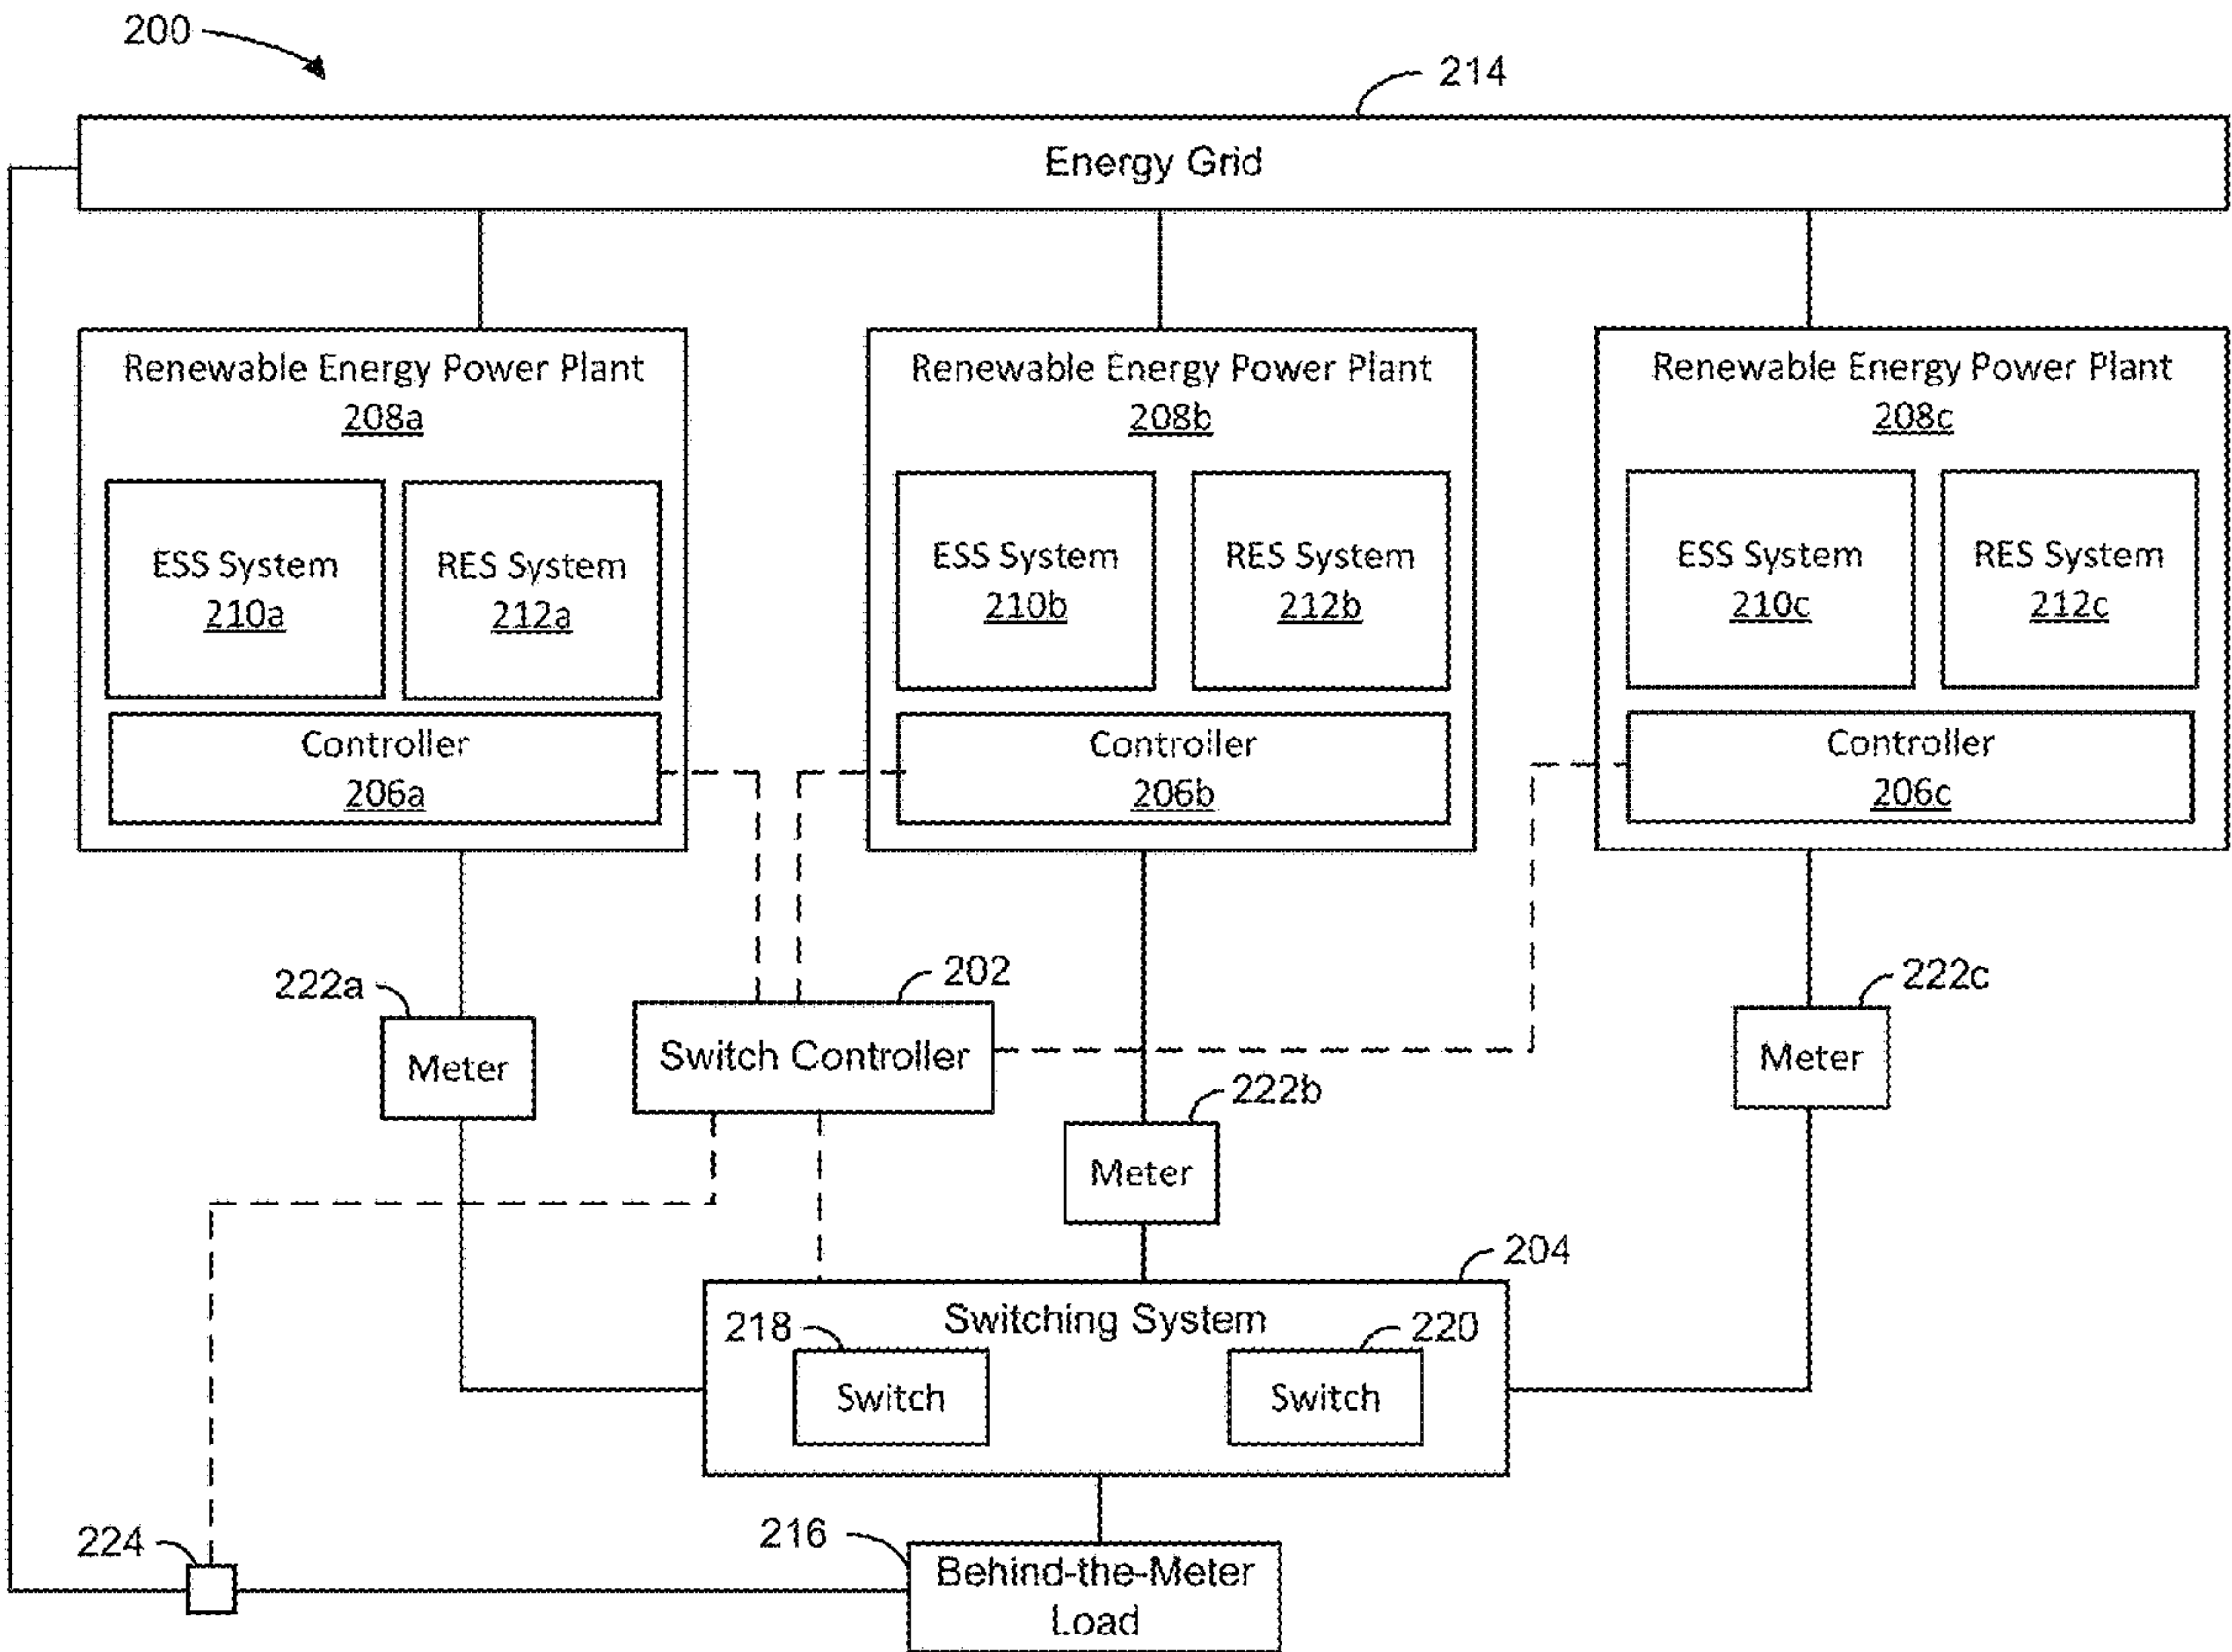 200
214
Energy Grid
Renewable Energy Power Plant
208a
Renewable Energy Power Plant
208b
Renewable Energy Power Plant
208c
ESS System
210a
RES System
212a
ESS System
210b
RES System
212b
ESS System
210c
RES System
212c
Controller
206a
Controller
206b
Controller
206c
222a
Meter
202
Switch Controller
222b
Meter
222c
Meter
204
Switching System
218
Switch
220
Switch
224
216
Behind-the-Meter
Load